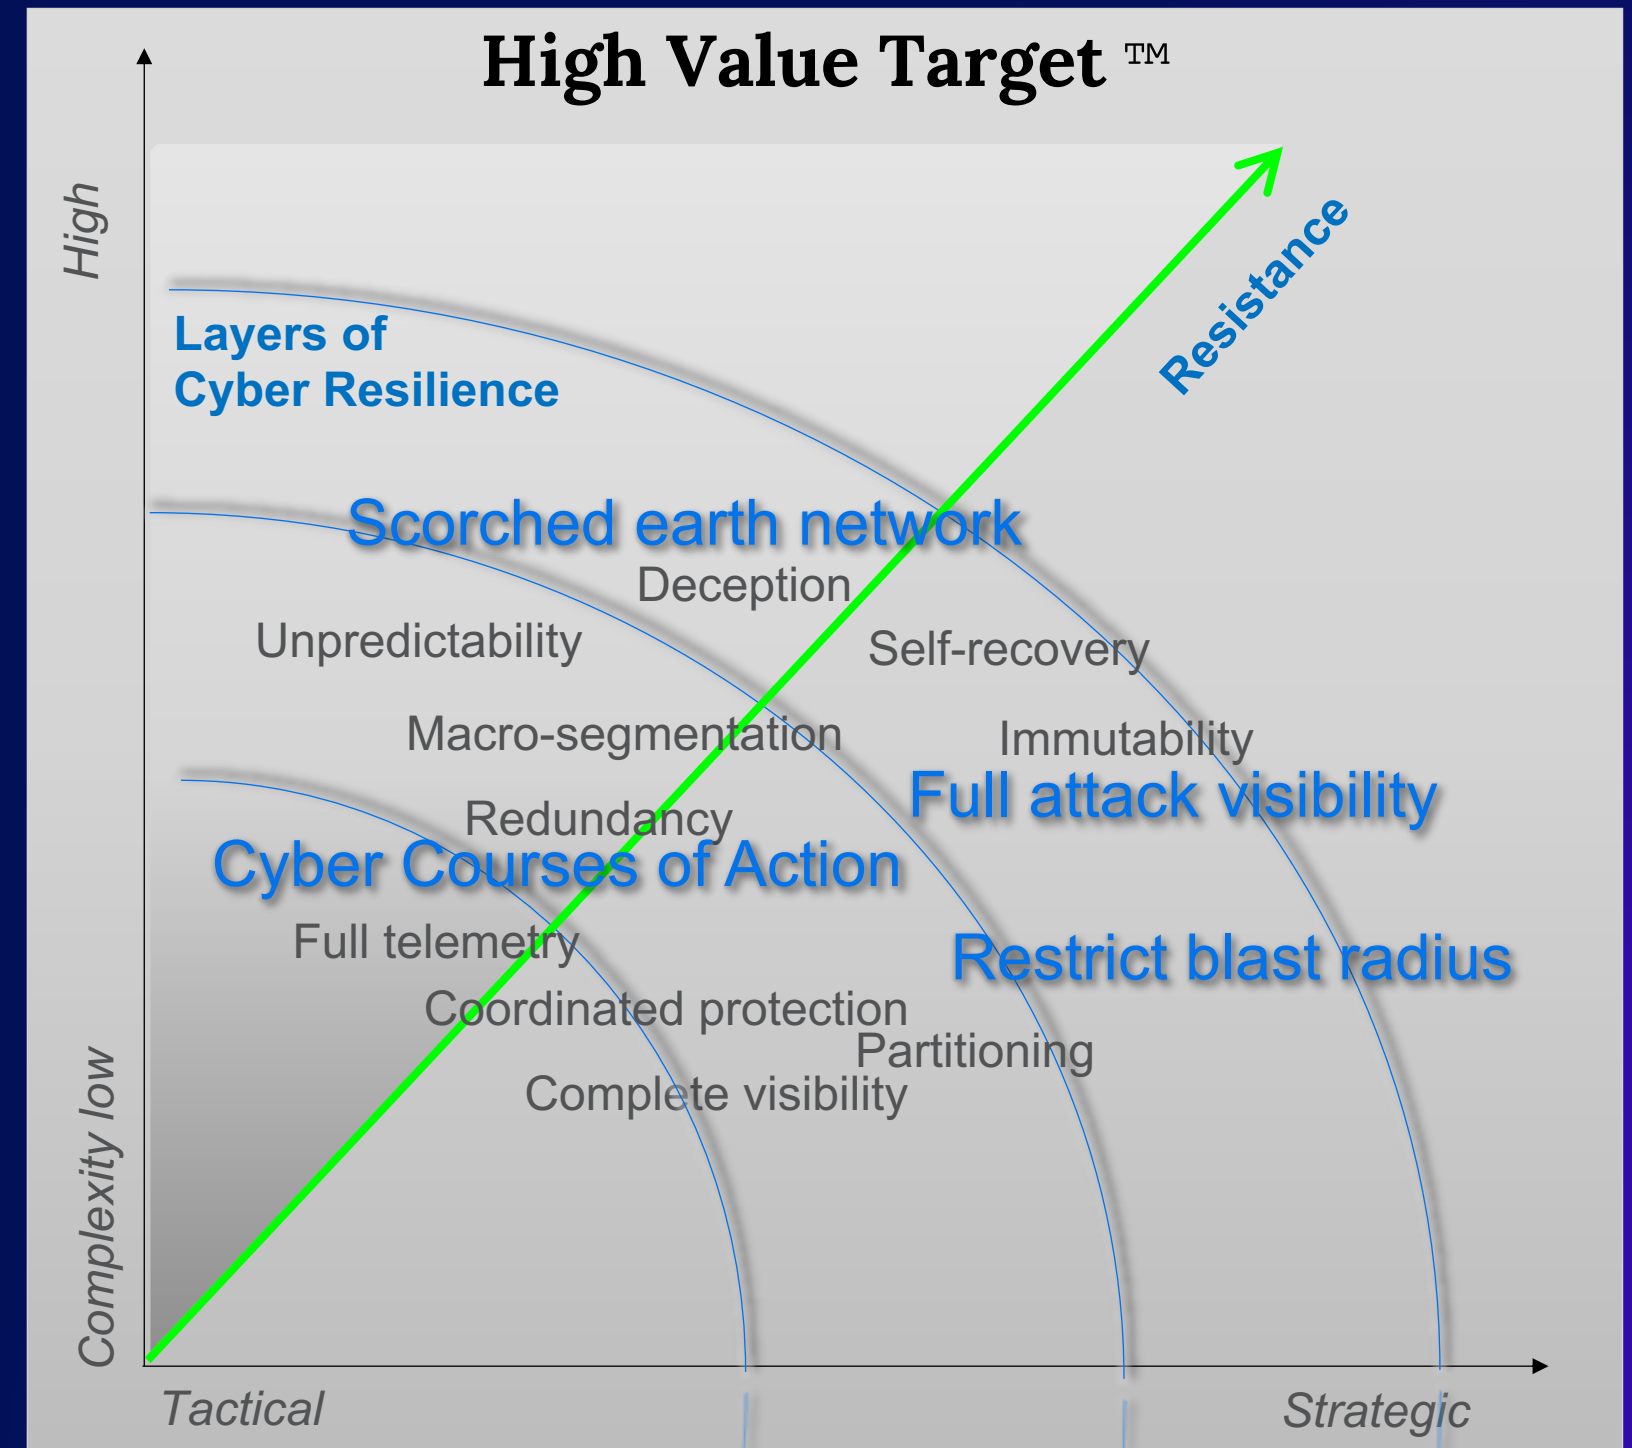 High Value Target ™
High
Resistance
Layers of
Cyber Resilience
Scorched earth network
Deception
Unpredictability
Self-recovery
Macro-segmentation
Immutability
Full attack visibility
Redundancy
Cyber Courses of Action
Full telemetry
Restrict blast radius
Coordinated protection
Partitioning
Complete visibility
Complexity low
Tactical
Strategic